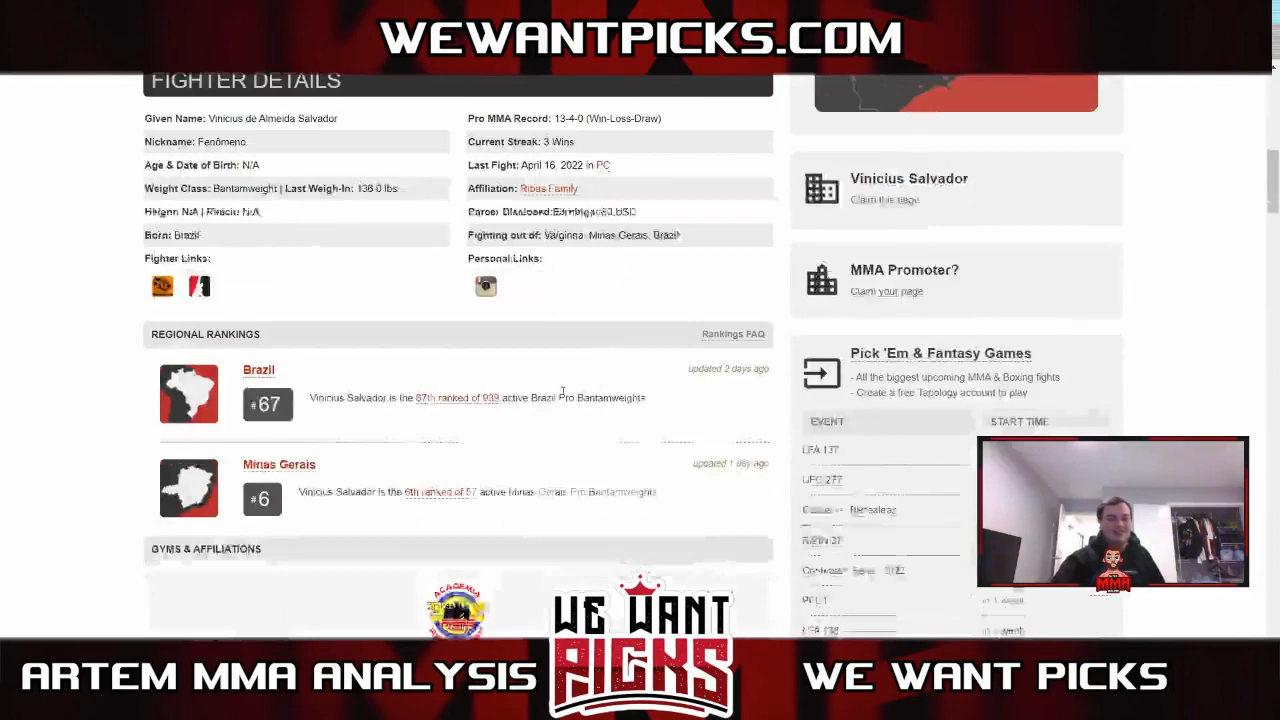 WEWANTPICKS.COM
FIGHTER DETAILS
Given Name: Vinicius de Almeida Salvador
Pro MMA Record: 13-4-0 (Win-Loss-Draw)
Nickname: Fenômeno
Current Streak: 3 Wins
Age & Date of Birth: N/A
Last Fight: April 16, 2022 in PC
Weight Class: Bantamweight | Last Weigh-In: 136.0 lbs
Affiliation: Ribas Family
Born: Brazil
Fighting out of: Varginha, Minas Gerais, Brazil
Fighter Links:
Personal Links:
REGIONAL RANKINGS
Rankings FAQ
Brazil
updated 2 days ago
#67
Vinicius Salvador is the 67th ranked of 939 active Brazil Pro Bantamweights
Minas Gerais
updated 1 day ago
#6
Vinicius Salvador is the 6th ranked of 57 active Minas Gerais Pro Bantamweights
GYMS & AFFILIATIONS
Vinicius Salvador
Claim this page
MMA Promoter?
Claim your page
Pick 'Em & Fantasy Games
- All the biggest upcoming MMA & Boxing fights
- Create a free Tapology account to play
EVENT
START TIME
LFA 137
UFC 277
PFL
LFA 138
MMA
ACADEMIA
WE WANT
PICKS
ARTEM MMA ANALYSIS
WE WANT PICKS